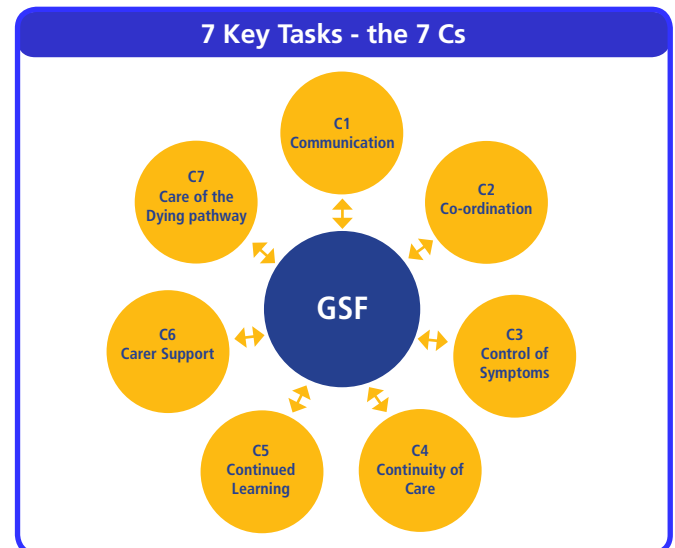 7 Key Tasks - the 7 Cs
C1
Communication
C2
Co-ordination
C3
Control of
Symptoms
C4
Continuity of
Care
C5
Continued
Learning
C6
Carer Support
C7
Care of the
Dying pathway
GSF